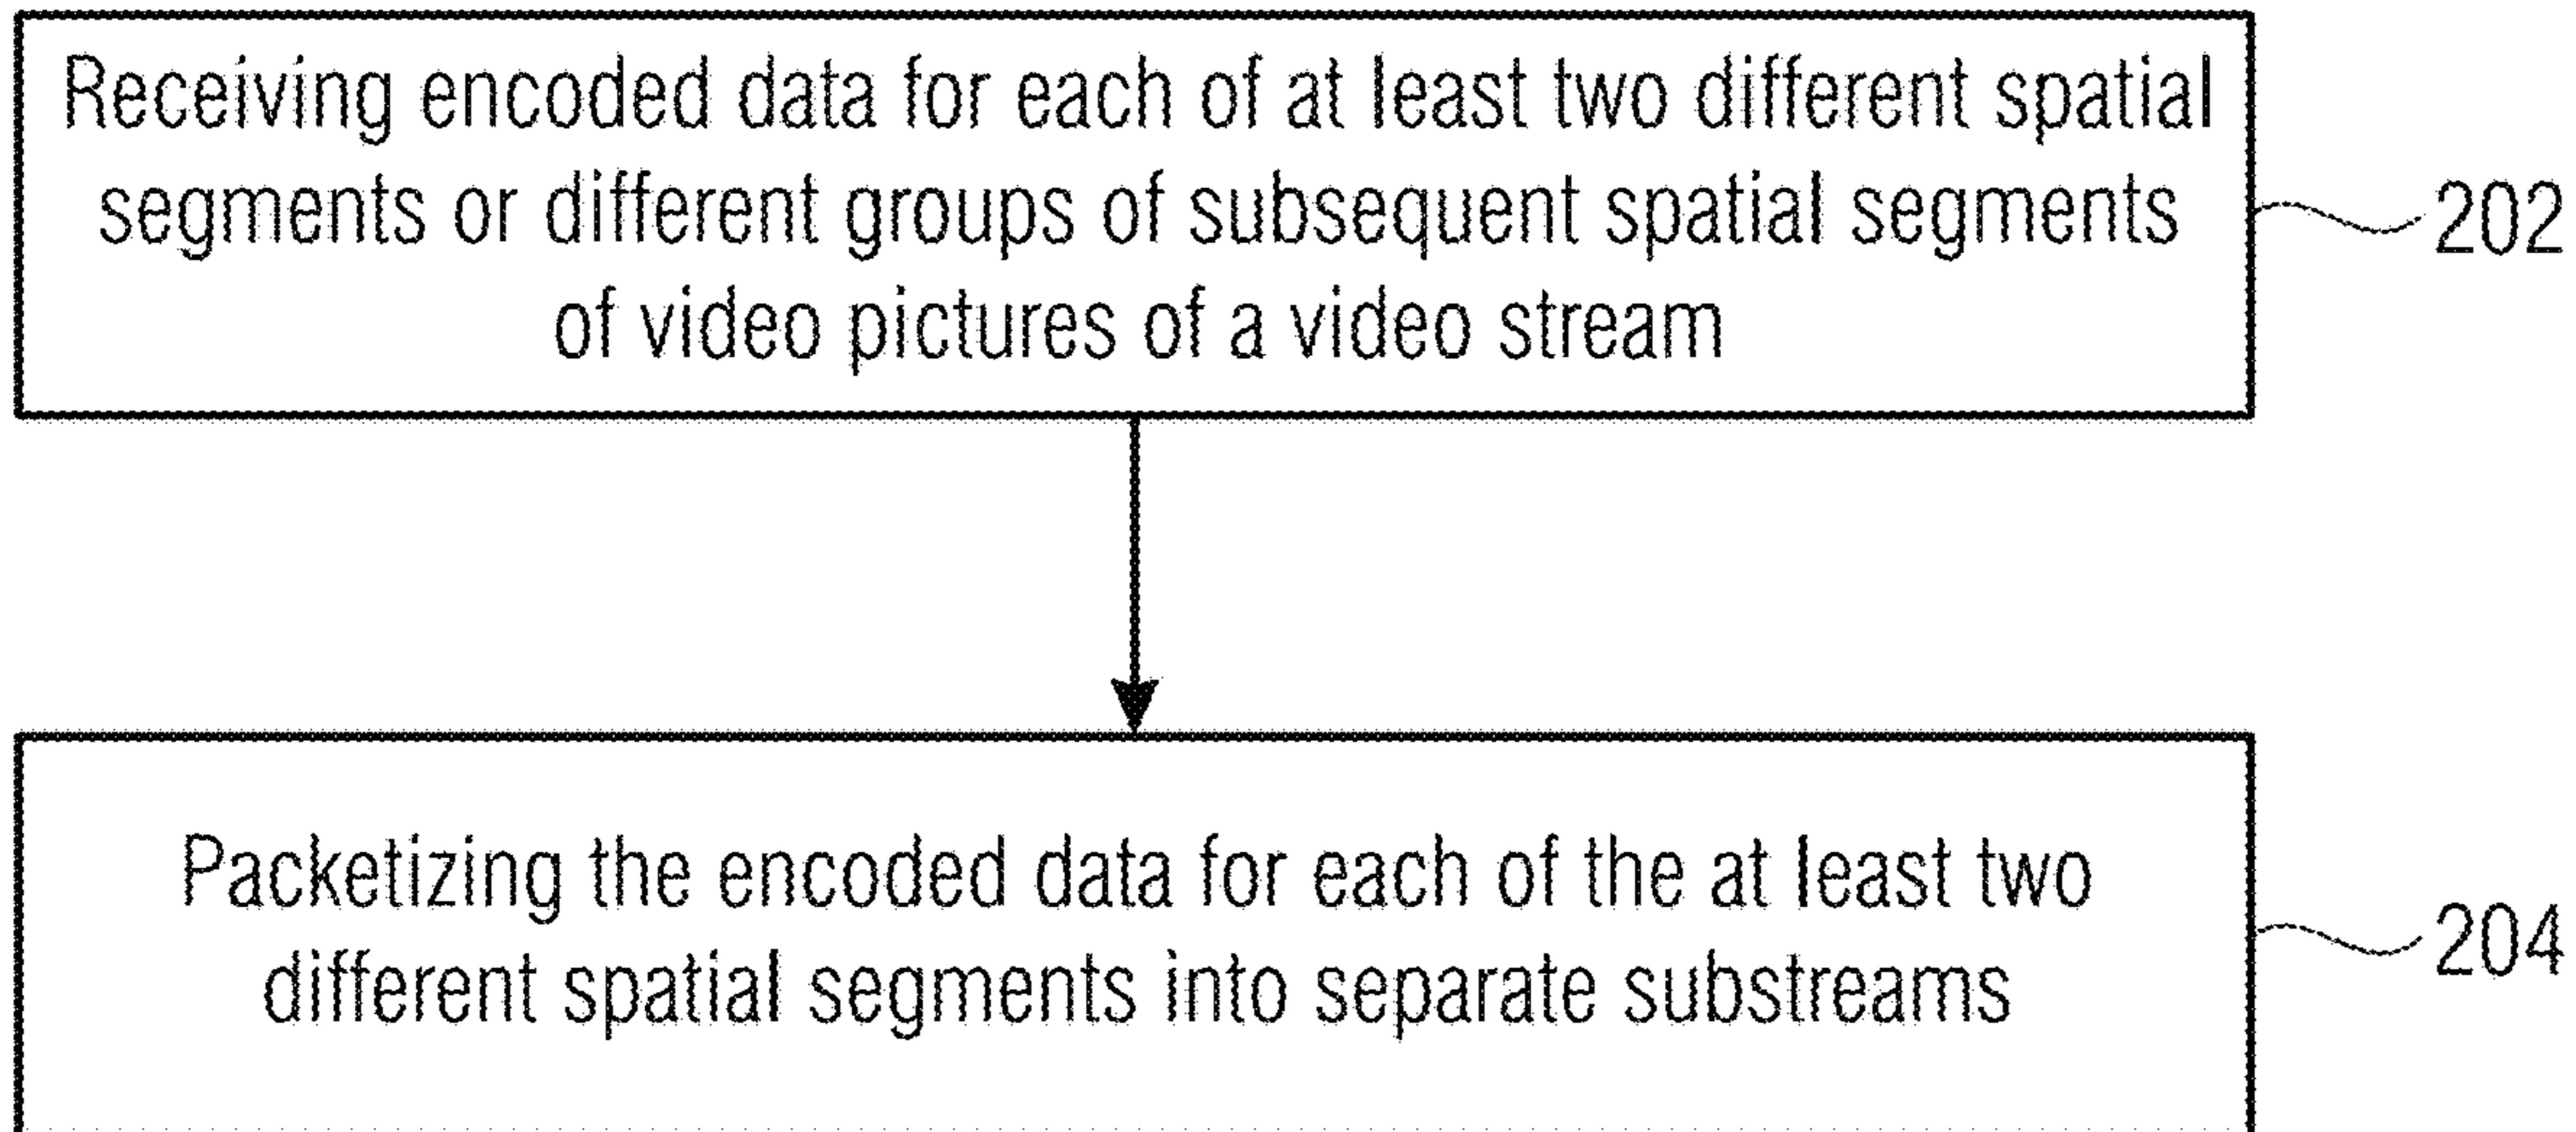 Receiving encoded data for each of at least two different spatial
segments or different groups of subsequent spatial segments
of video pictures of a video stream
202
Packetizing the encoded data for each of the at least two
different spatial segments into separate substreams
204